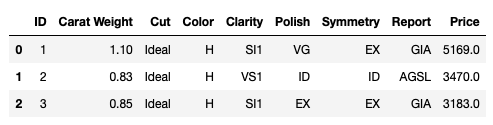 ID Carat Weight Cut Color Clarity Polish Symmetry Report Price
0 1 1.10 Ideal H SI1 VG EX GIA 5169.0
1 2 0.83 Ideal H VS1 ID ID AGSL 3470.0
2 3 0.85 Ideal H SI1 EX EX GIA 3183.0